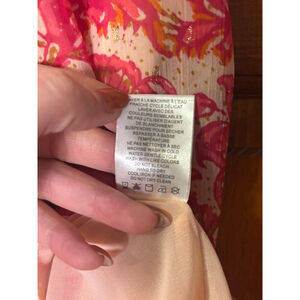 LAVER À LA MACHINE À L'EAU
FRAICHE CYCLE DÉLICAT
LAVER AVEC DES
COULEURS SEMBLABLES
NE PAS UTILISER D'AGENT
DE BLANCHIMENT
SUSPENDRE POUR SÉCHER
REPASSER À BASSE
TEMPÉRATURE
NE PAS NETTOYER À SEC
MACHINE WASH IN COLD
WATER GENTLE CYCLE
WASH WITH LIKE COLORS
DO NOT BLEACH
HANG TO DRY
COOL IRON IF NEEDED
DO NOT DRY CLEAN